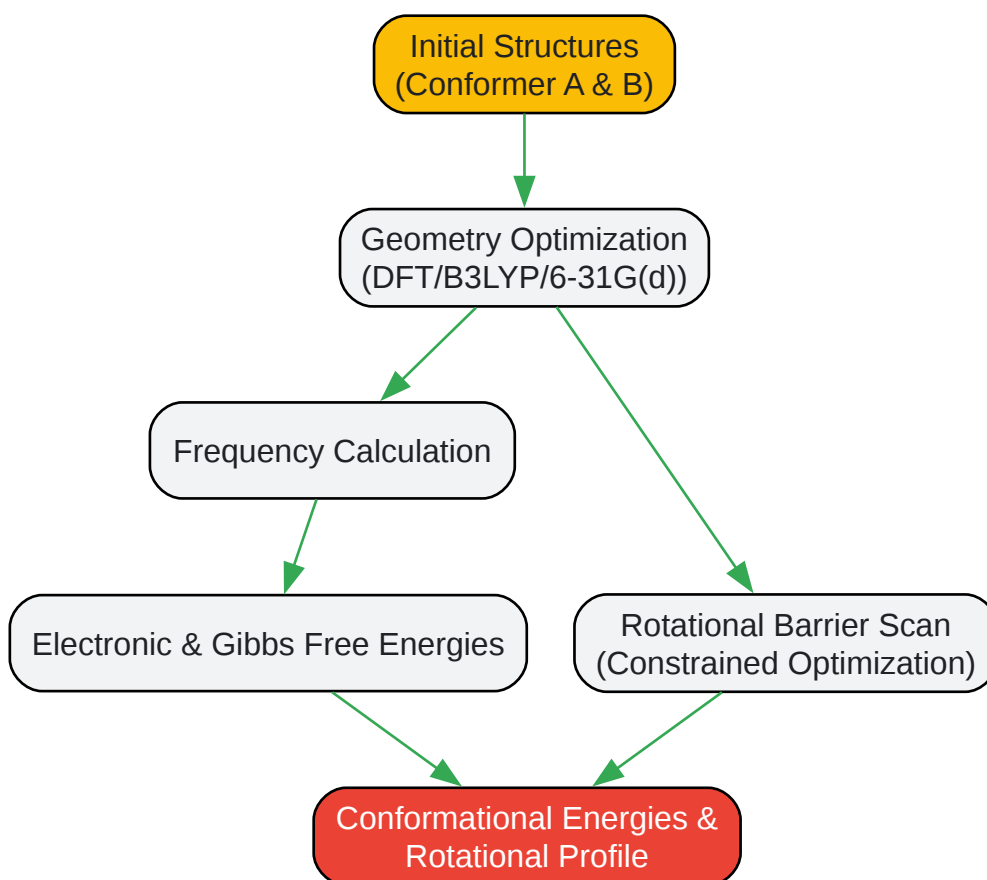 Initial Structures
(Conformer A & B)
Geometry Optimization
(DFT/B3LYP/6-31G(d))
Frequency Calculation
Electronic & Gibbs Free Energies
Rotational Barrier Scan
(Constrained Optimization)
Conformational Energies &
Rotational Profile